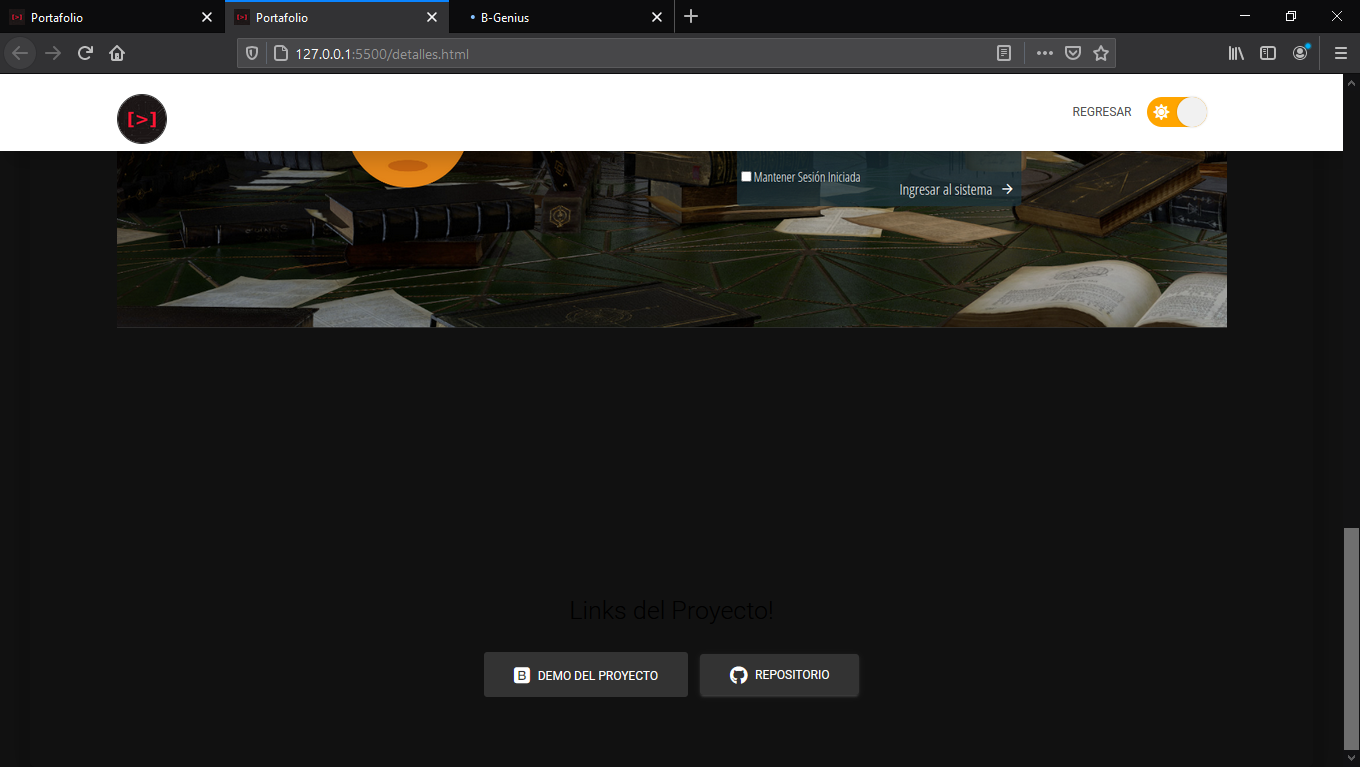 [>] Portafolio
[>] Portafolio
B-Genius
127.0.0.1:5500/detalles.html
[>]
REGRESAR
Mantener Sesión Iniciada
Ingresar al sistema
Links del Proyecto!
B DEMO DEL PROYECTO
REPOSITORIO